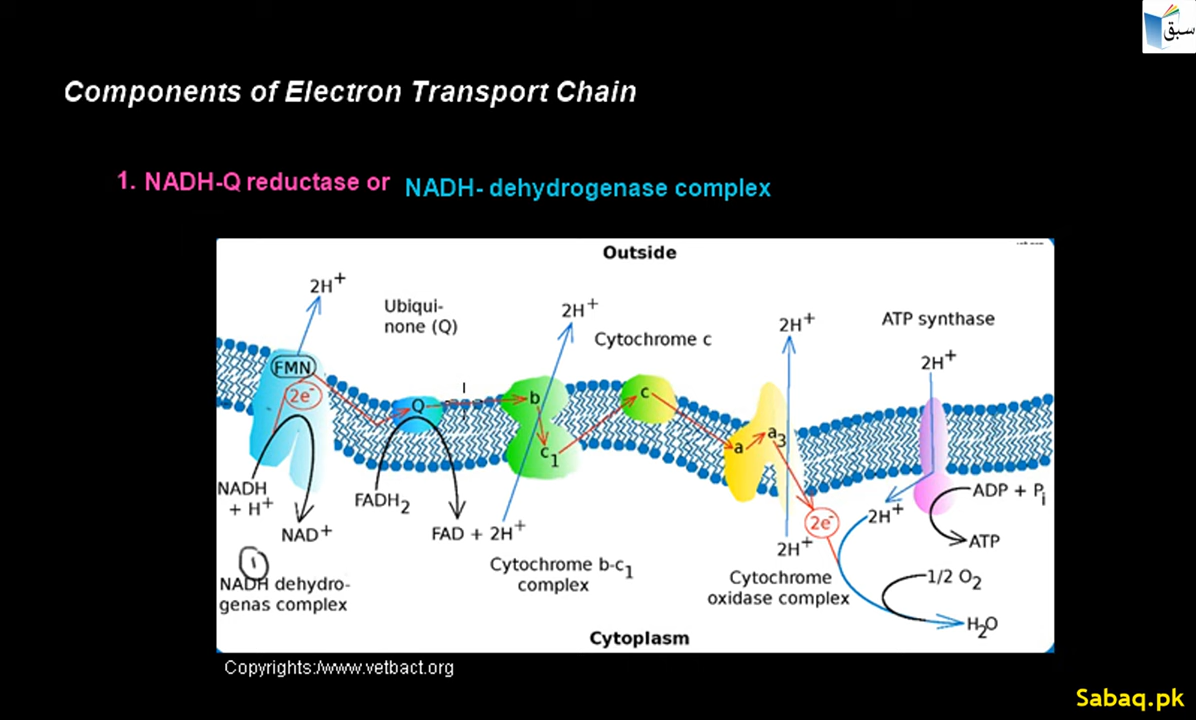 سبق
Components of Electron Transport Chain
1. NADH-Q reductase or NADH- dehydrogenase complex
Outside
2H+
Ubiqui-
none (Q)
2H+
Cytochrome c
2H+
ATP synthase
2H+
FMN
2e-
Q
b
c1
c
a
a3
NADH
+ H+
NAD+
FADH2
FAD + 2H+
2H+
2e-
2H+
ADP + Pi
ATP
1/2 O2
H2O
1
NADH dehydro-
genas complex
Cytochrome b-c1
complex
Cytochrome
oxidase complex
Cytoplasm
Copyrights:/www.vetbact.org
Sabaq.pk